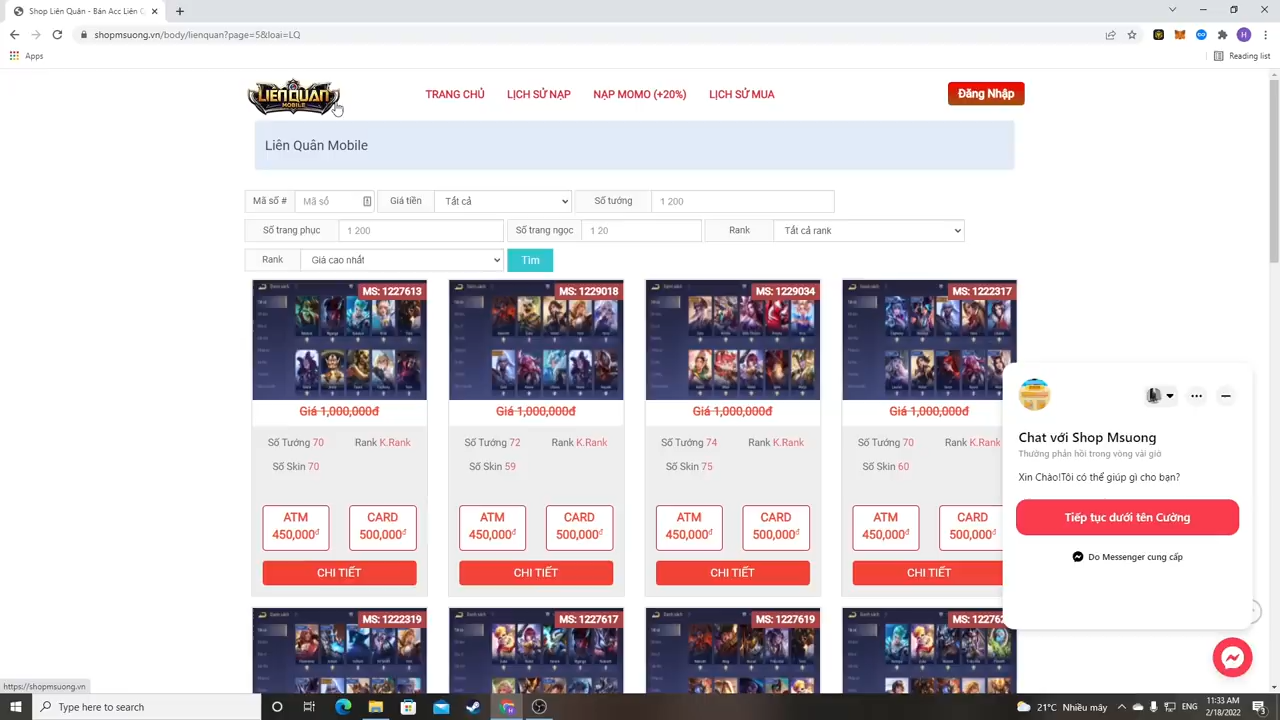 Shop Liên Quân - Bán Acc Liên Q
shopmsuong.vn/body/lienquan?page=5&loai=LQ
Apps
Reading list
LIÊN QUÂN
MOBILE
TRANG CHỦ LỊCH SỬ NẠP NẠP MOMO (+20%) LỊCH SỬ MUA Đăng Nhập
Liên Quân Mobile
Mã số # Mã số Giá tiền Tất cả Số tướng 1 200
Số trang phục 1 200 Số trang ngọc 1 20 Rank Tất cả rank
Rank Giá cao nhất Tìm
MS: 1227613 MS: 1229018 MS: 1229034 MS: 1222317
Giá 1,000,000đ Giá 1,000,000đ Giá 1,000,000đ Giá 1,000,000đ
Số Tướng 70 Rank K.Rank Số Tướng 72 Rank K.Rank Số Tướng 74 Rank K.Rank Số Tướng 70 Rank K.Rank
Số Skin 70 Số Skin 59 Số Skin 75 Số Skin 60
ATM CARD ATM CARD ATM CARD ATM CARD
450,000đ 500,000đ 450,000đ 500,000đ 450,000đ 500,000đ 450,000đ 500,000đ
CHI TIẾT CHI TIẾT CHI TIẾT CHI TIẾT
MS: 1222319 MS: 1227617 MS: 1227619
Chat với Shop Msuong
Thường phản hồi trong vòng vài giờ
Xin Chào!Tôi có thể giúp gì cho bạn?
Tiếp tục dưới tên Cường
Do Messenger cung cấp
https://shopmsuong.vn
Type here to search
21°C Nhiều mây
ENG
11:33 AM
2/18/2022